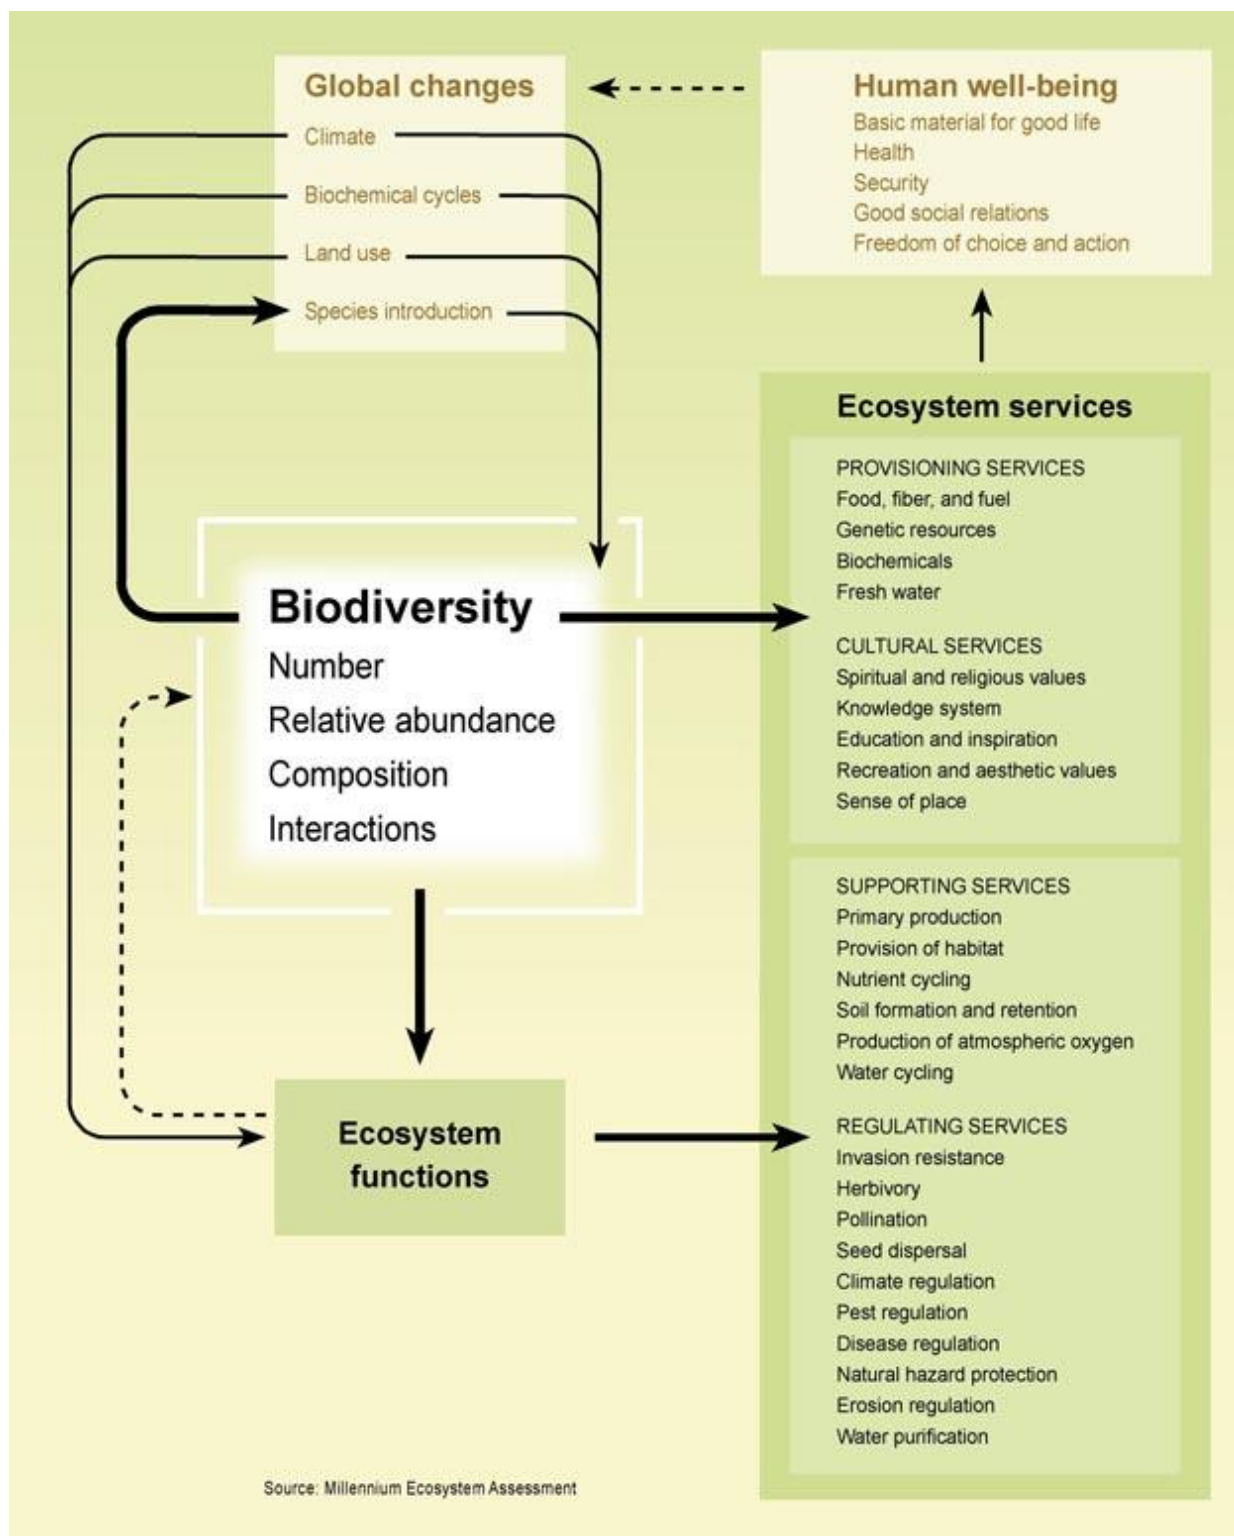 Global changes
Climate
Biochemical cycles
Land use
Species introduction
Human well-being
Basic material for good life
Health
Security
Good social relations
Freedom of choice and action
Biodiversity
Number
Relative abundance
Composition
Interactions
Ecosystem
functions
Ecosystem services
PROVISIONING SERVICES
Food, fiber, and fuel
Genetic resources
Biochemicals
Fresh water
CULTURAL SERVICES
Spiritual and religious values
Knowledge system
Education and inspiration
Recreation and aesthetic values
Sense of place
SUPPORTING SERVICES
Primary production
Provision of habitat
Nutrient cycling
Soil formation and retention
Production of atmospheric oxygen
Water cycling
REGULATING SERVICES
Invasion resistance
Herbivory
Pollination
Seed dispersal
Climate regulation
Pest regulation
Disease regulation
Natural hazard protection
Erosion regulation
Water purification
Source: Millennium Ecosystem Assessment